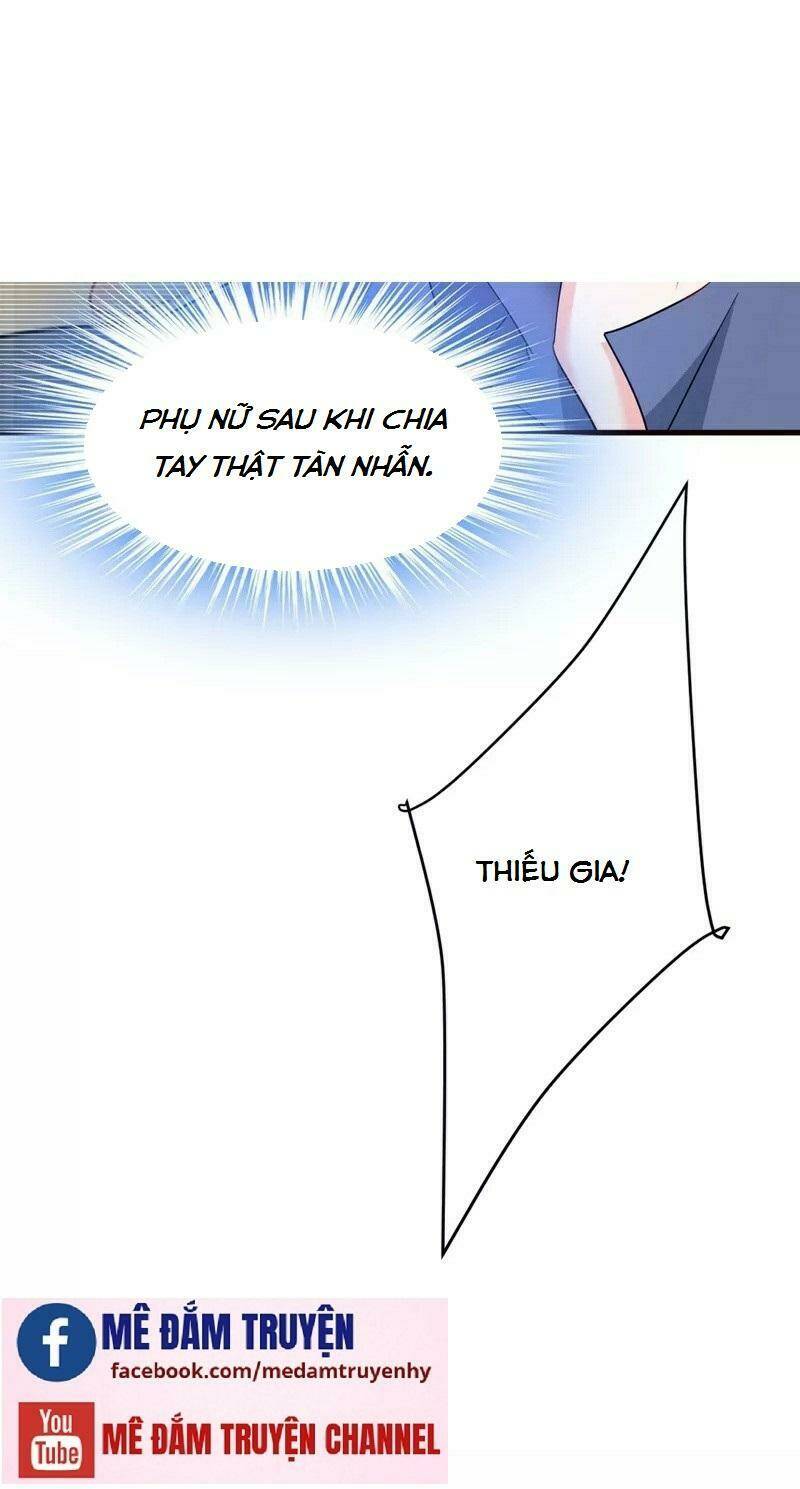 PHỤ NỮ SAU KHI CHIA
TAY THẬT TÀN NHẪN.
THIẾU GIA!
f MÊ ĐẮM TRUYỆN
facebook.com/medamtruyenhy
You
Tube
MÊ ĐẮM TRUYỆN CHANNEL